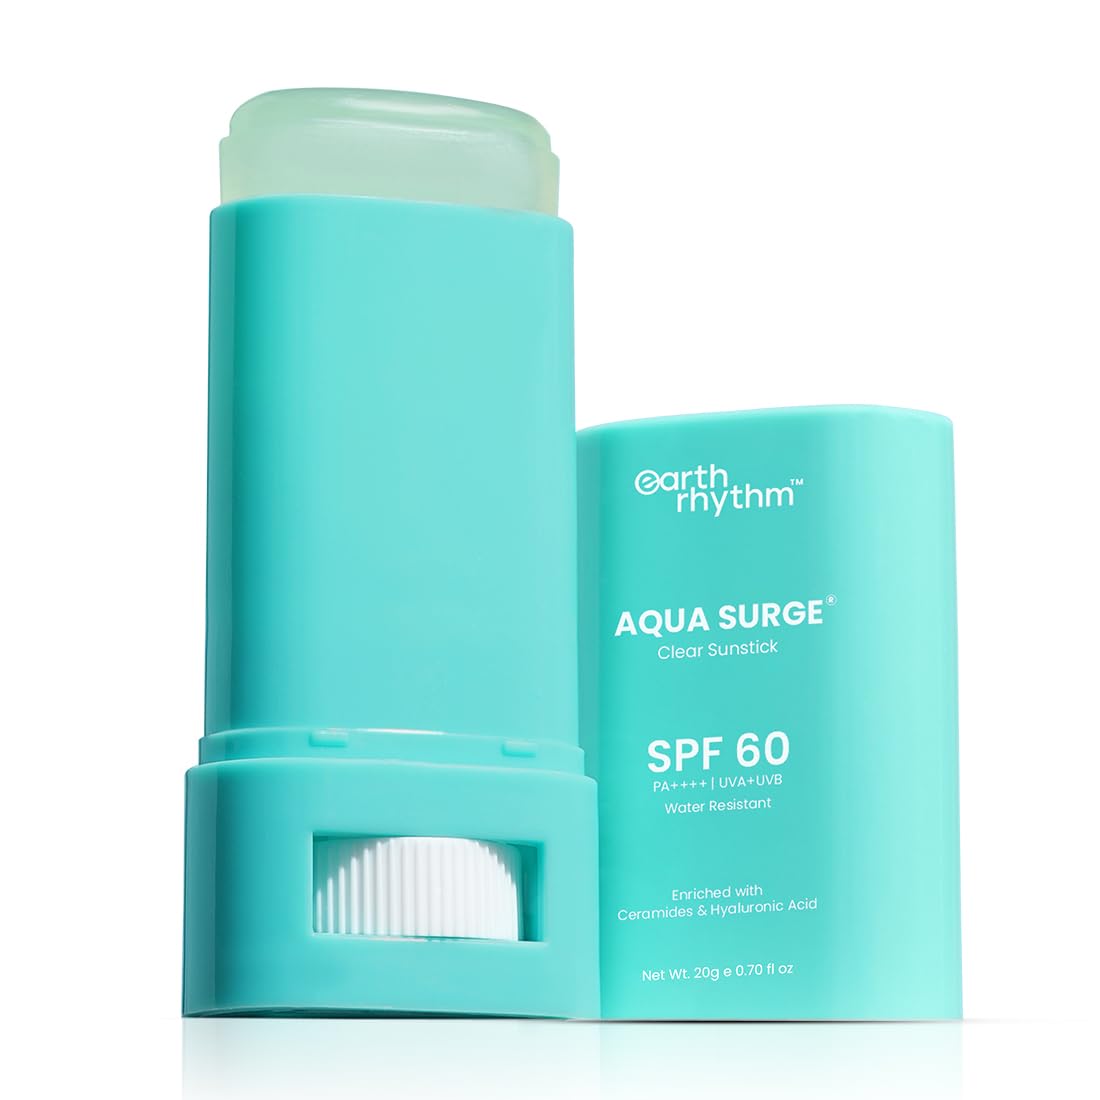 earth
rhythm™
AQUA SURGE®
Clear Sunstick
SPF 60
PA++++ | UVA+UVB
Water Resistant
Enriched with
Ceramides & Hyaluronic Acid
Net Wt. 20g e 0.70 fl oz